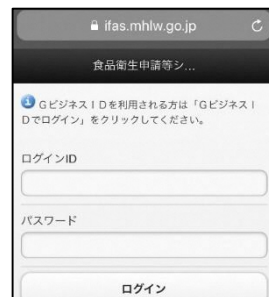 ifas.mhlw.go.jp
食品衛生申請等シ...
GビジネスIDを利用される方は「GビジネスI
Dでログイン」をクリックしてください。
ログインID
パスワード
ログイン